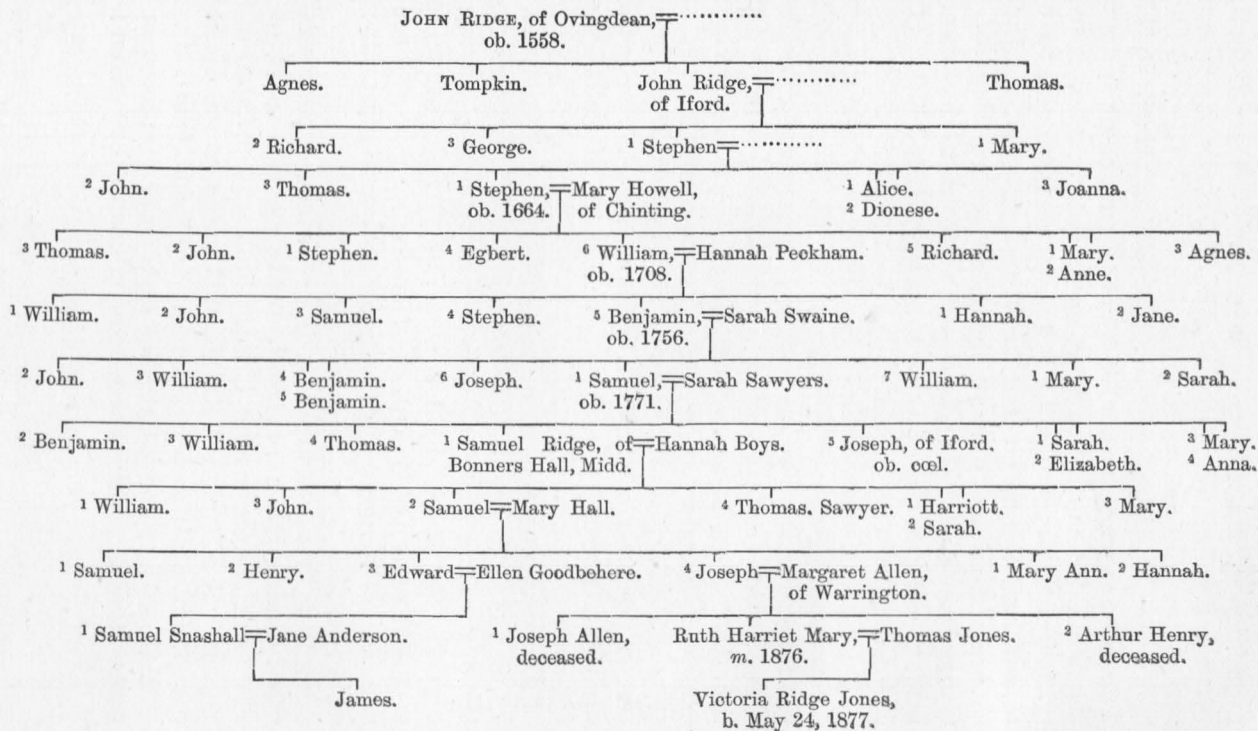 JOHN RIDGE, of Ovingdean,
ob. 1558.
Agnes. Tompkin. John Ridge, Thomas.
of Iford.
² Richard. ³ George. ¹ Stephen ¹ Mary.
² John. ³ Thomas. ¹ Stephen, Mary Howell, ¹ Alice. ³ Joanna.
ob. 1664. of Chinting. ² Dionese.
³ Thomas. ² John. ¹ Stephen. ⁴ Egbert. ⁶ William, Hannah Peckham. ⁵ Richard. ¹ Mary. ³ Agnes.
ob. 1708. ² Anne.
¹ William. ² John. ³ Samuel. ⁴ Stephen. ⁵ Benjamin, Sarah Swaine. ¹ Hannah. ² Jane.
ob. 1756.
² John. ³ William. ⁴ Benjamin. ⁶ Joseph. ¹ Samuel, Sarah Sawyers. ⁷ William. ¹ Mary. ² Sarah.
⁵ Benjamin. ob. 1771.
² Benjamin. ³ William. ⁴ Thomas. ¹ Samuel Ridge, of Hannah Boys. ⁵ Joseph, of Iford. ¹ Sarah. ³ Mary.
Bonners Hall, Midd. ob. cœl. ² Elizabeth. ⁴ Anna.
¹ William. ³ John. ² Samuel Mary Hall. ⁴ Thomas. Sawyer. ¹ Harriott. ³ Mary.
² Sarah.
¹ Samuel. ² Henry. ³ Edward Ellen Goodbehere. ⁴ Joseph Margaret Allen, ¹ Mary Ann. ² Hannah.
of Warrington.
¹ Samuel Snashall Jane Anderson. ¹ Joseph Allen, Ruth Harriet Mary, Thomas Jones. ² Arthur Henry,
deceased. m. 1876. deceased.
James. Victoria Ridge Jones,
b. May 24, 1877.